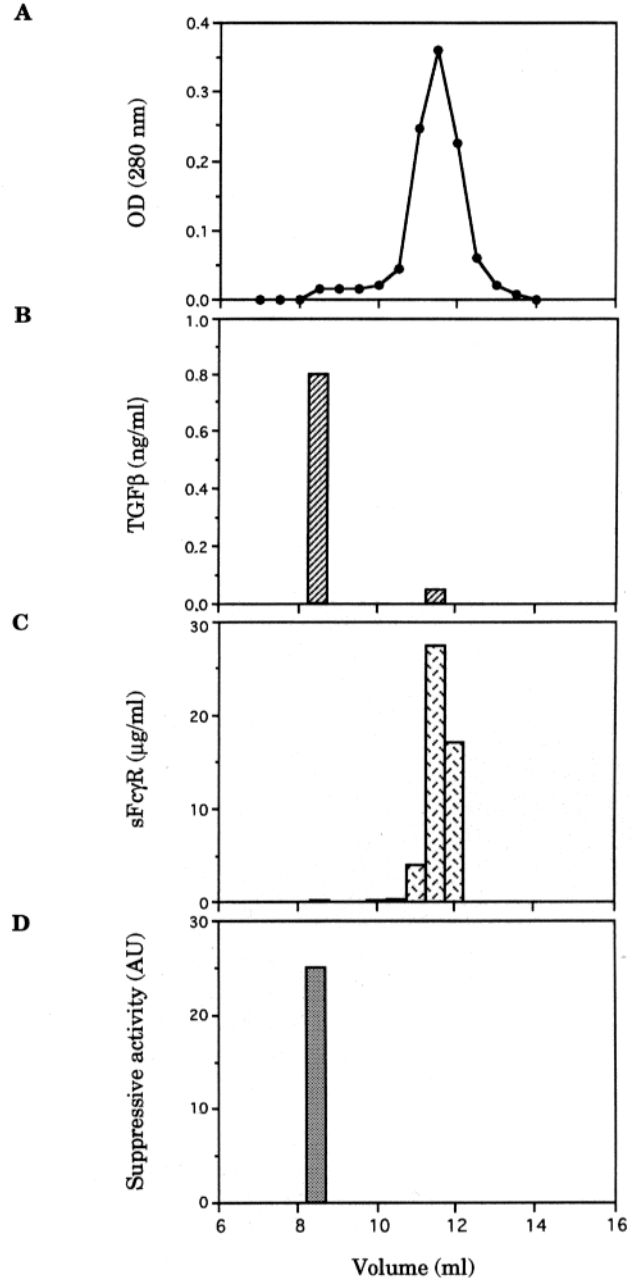 A
OD (280 nm)
0.4
0.3
0.2
0.1
0.0
B
TGFβ (ng/ml)
1.0
0.8
0.6
0.4
0.2
0.0
C
sFcγR (μg/ml)
30
20
10
0
D
Suppressive activity (AU)
30
20
10
0
6 8 10 12 14 16
Volume (ml)